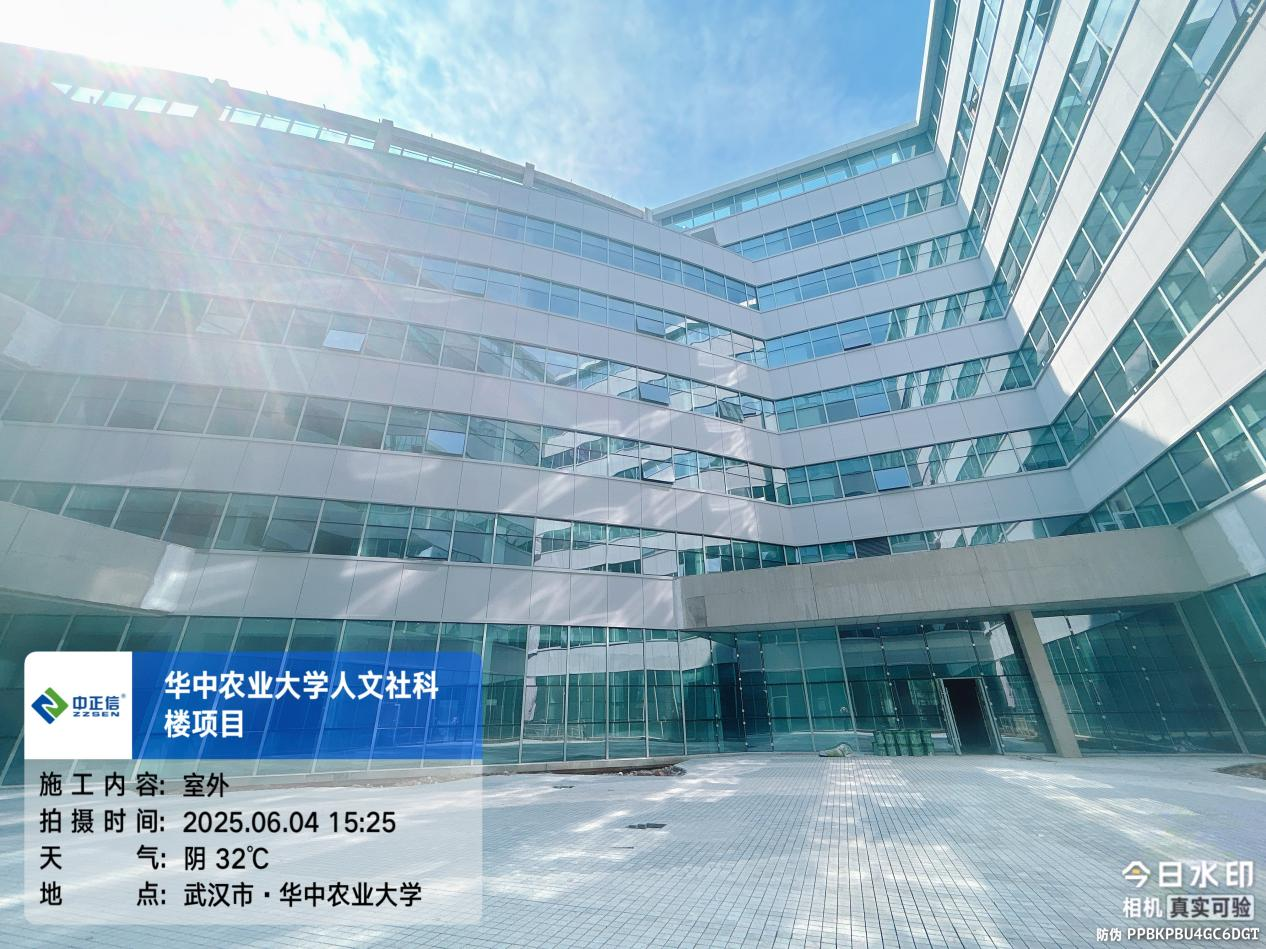 中正信®
ZZSEN
华中农业大学人文社科
楼项目
施工内容: 室外
拍摄时间: 2025.06.04 15:25
天气: 阴 32℃
地点: 武汉市·华中农业大学
今日水印
相机 真实可验
防伪 PPBKPBU4GC6DGT